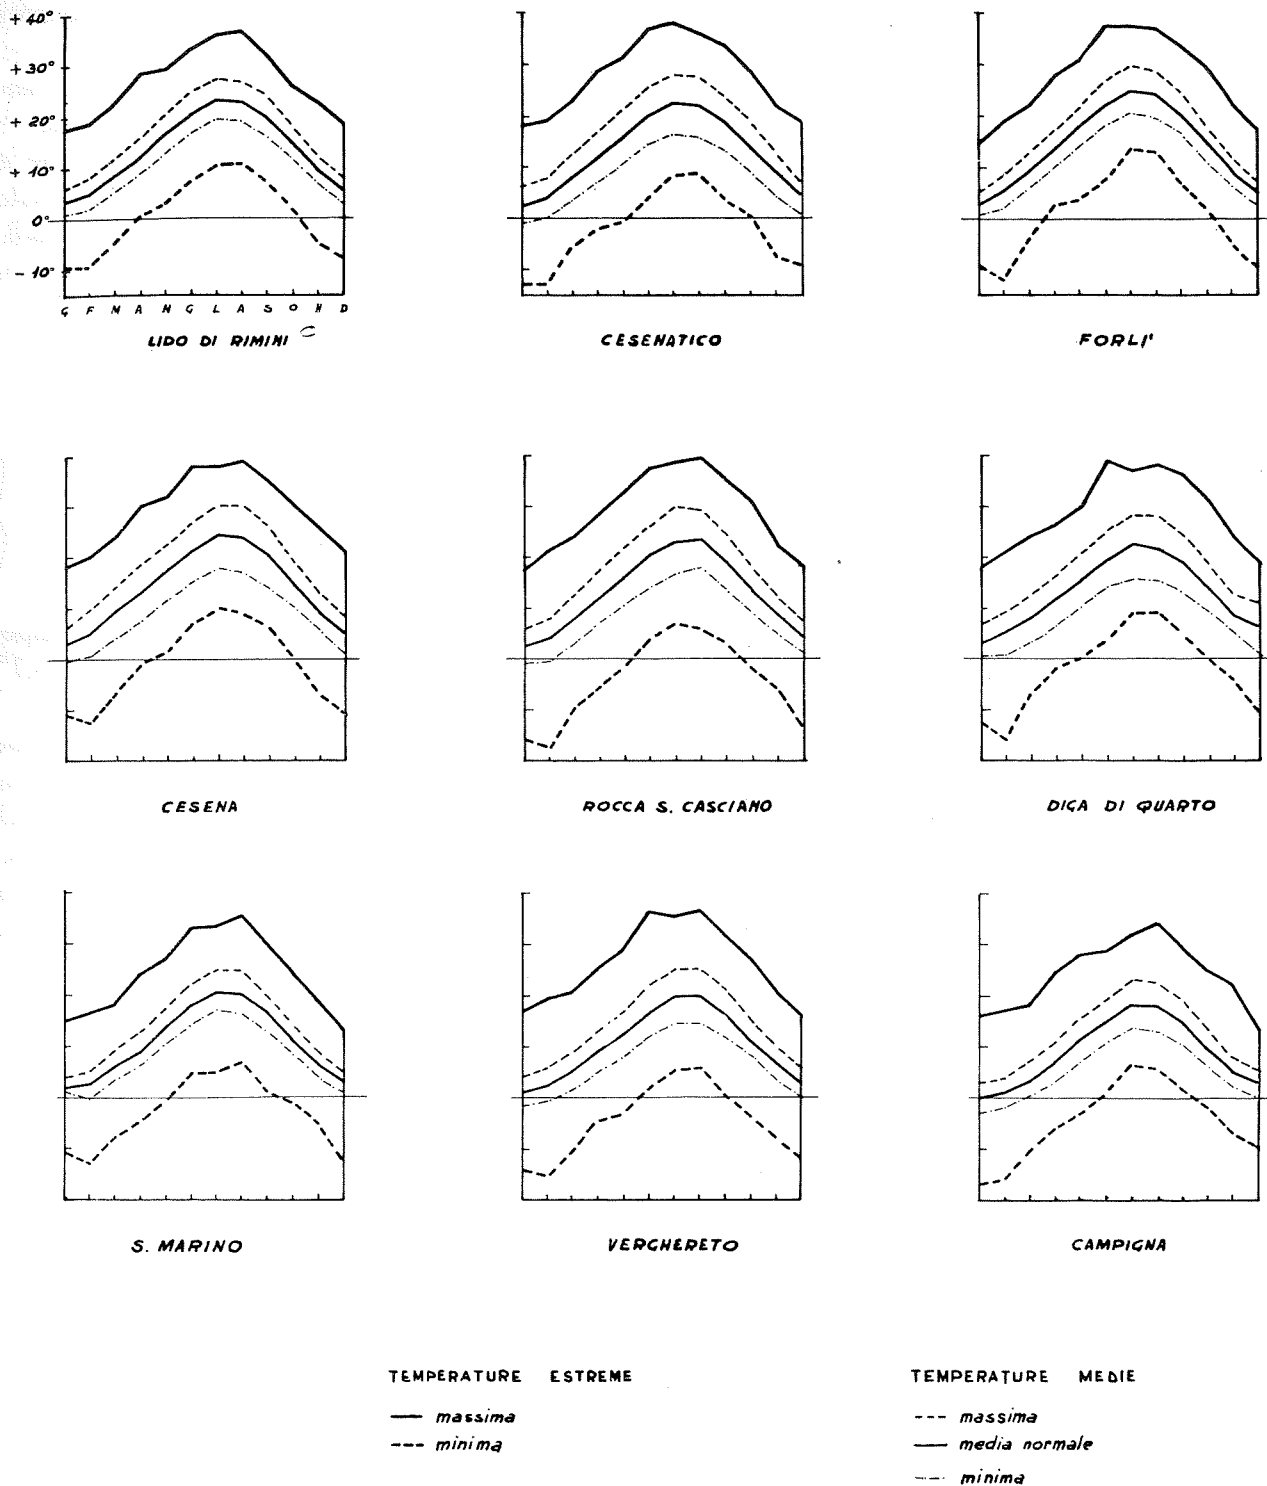 + 40°
+ 30°
+ 20°
+ 10°
0°
- 10°
G F M A M G L A S O N D
LIDO DI RIMINI
CESENATICO
FORLI'
CESENA
ROCCA S. CASCIANO
DIGA DI QUARTO
S. MARINO
VERGHERETO
CAMPIGNA
TEMPERATURE ESTREME
massima
minima
TEMPERATURE MEDIE
massima
media normale
minima